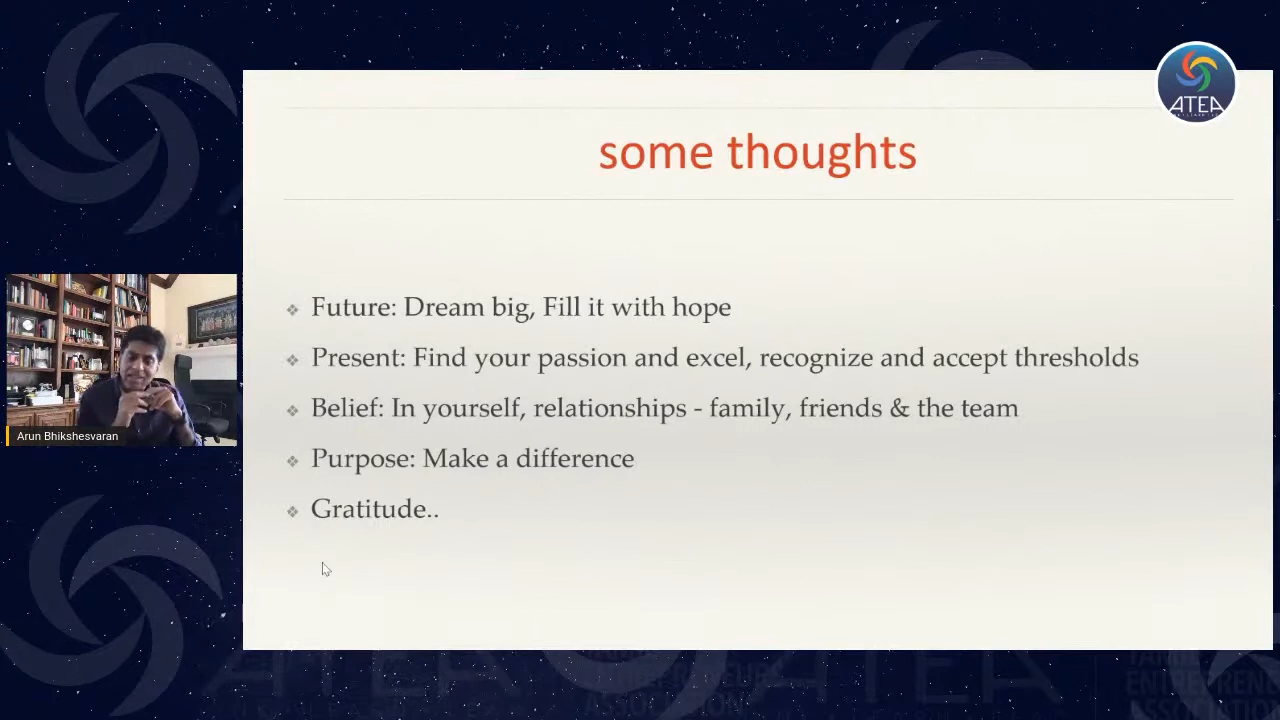 ATEA
some thoughts
Future: Dream big, Fill it with hope
Present: Find your passion and excel, recognize and accept thresholds
Belief: In yourself, relationships - family, friends & the team
Purpose: Make a difference
Gratitude..
Arun Bhikshesvaran
ATEA